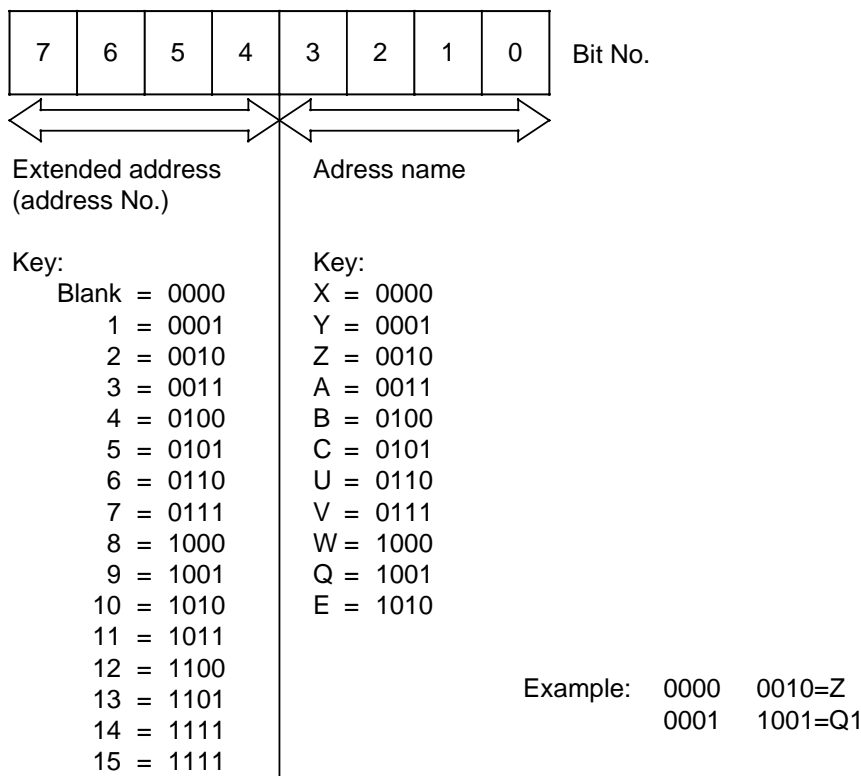 7 6 5 4 3 2 1 0 Bit No.
Extended address
(address No.)
Adress name
Key:
Blank = 0000
1 = 0001
2 = 0010
3 = 0011
4 = 0100
5 = 0101
6 = 0110
7 = 0111
8 = 1000
9 = 1001
10 = 1010
11 = 1011
12 = 1100
13 = 1101
14 = 1111
15 = 1111
Key:
X = 0000
Y = 0001
Z = 0010
A = 0011
B = 0100
C = 0101
U = 0110
V = 0111
W = 1000
Q = 1001
E = 1010
Example: 0000 0010=Z
0001 1001=Q1